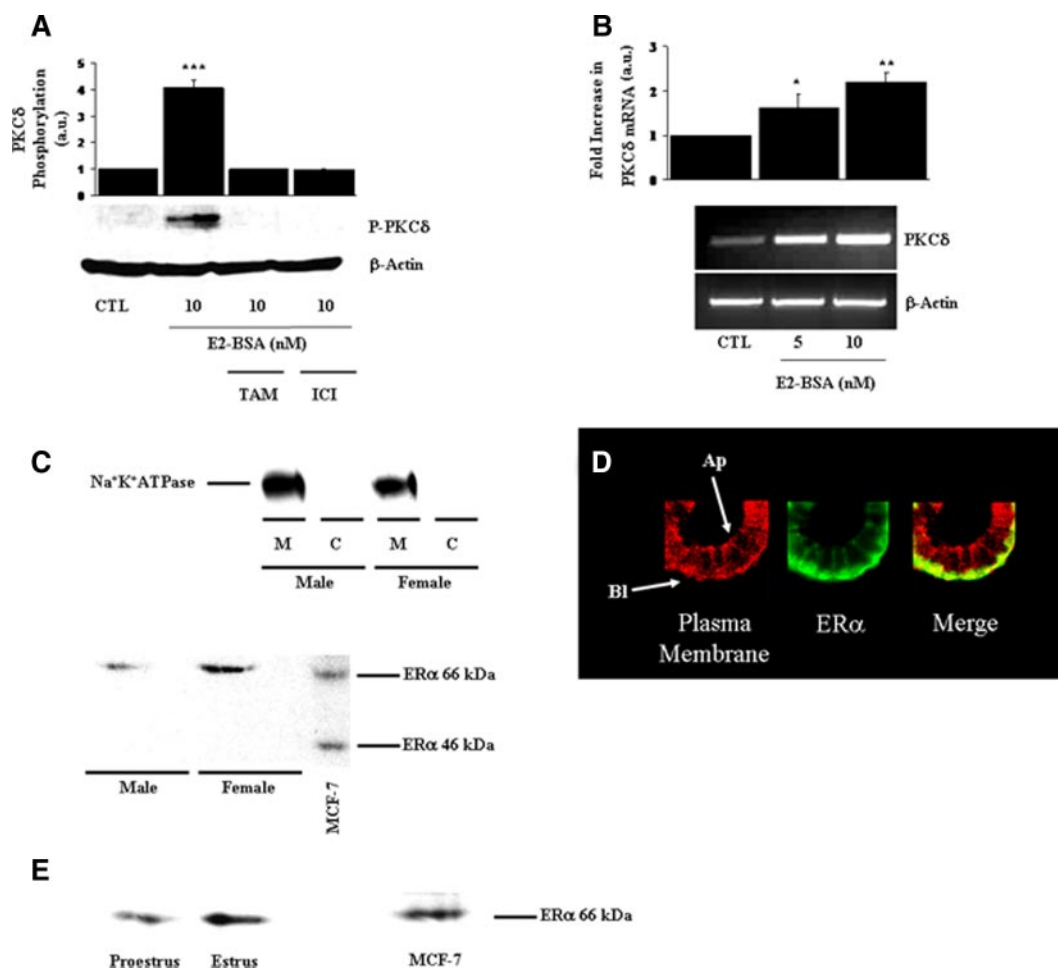 A
***
PKCδ
Phosphorylation
(a.u.)
5
4
3
2
1
0
P-PKCδ
β-Actin
CTL 10 10 10
E2-BSA (nM)
TAM ICI
B
* **
Fold Increase in
PKCδ mRNA (a.u.)
3
2
1
0
PKCδ
β-Actin
CTL 5 10
E2-BSA (nM)
C
Na⁺K⁺ATPase
M C M C
Male Female
ERα 66 kDa
ERα 46 kDa
Male Female MCF-7
D
Ap
Bl
Plasma
Membrane
ERα
Merge
E
ERα 66 kDa
Proestrus Estrus MCF-7